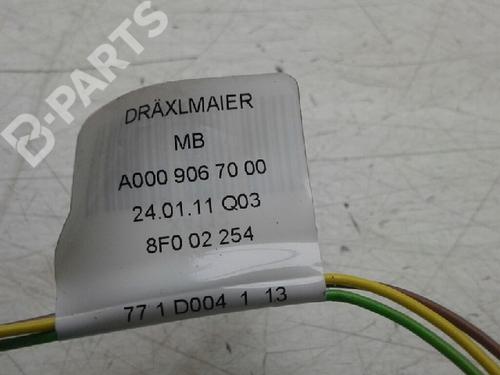 B-PARTS
DRÄXLMAIER
MB
A000 906 70 00
24.01.11 Q03
8F0 02 254
77 1 D004 1 13